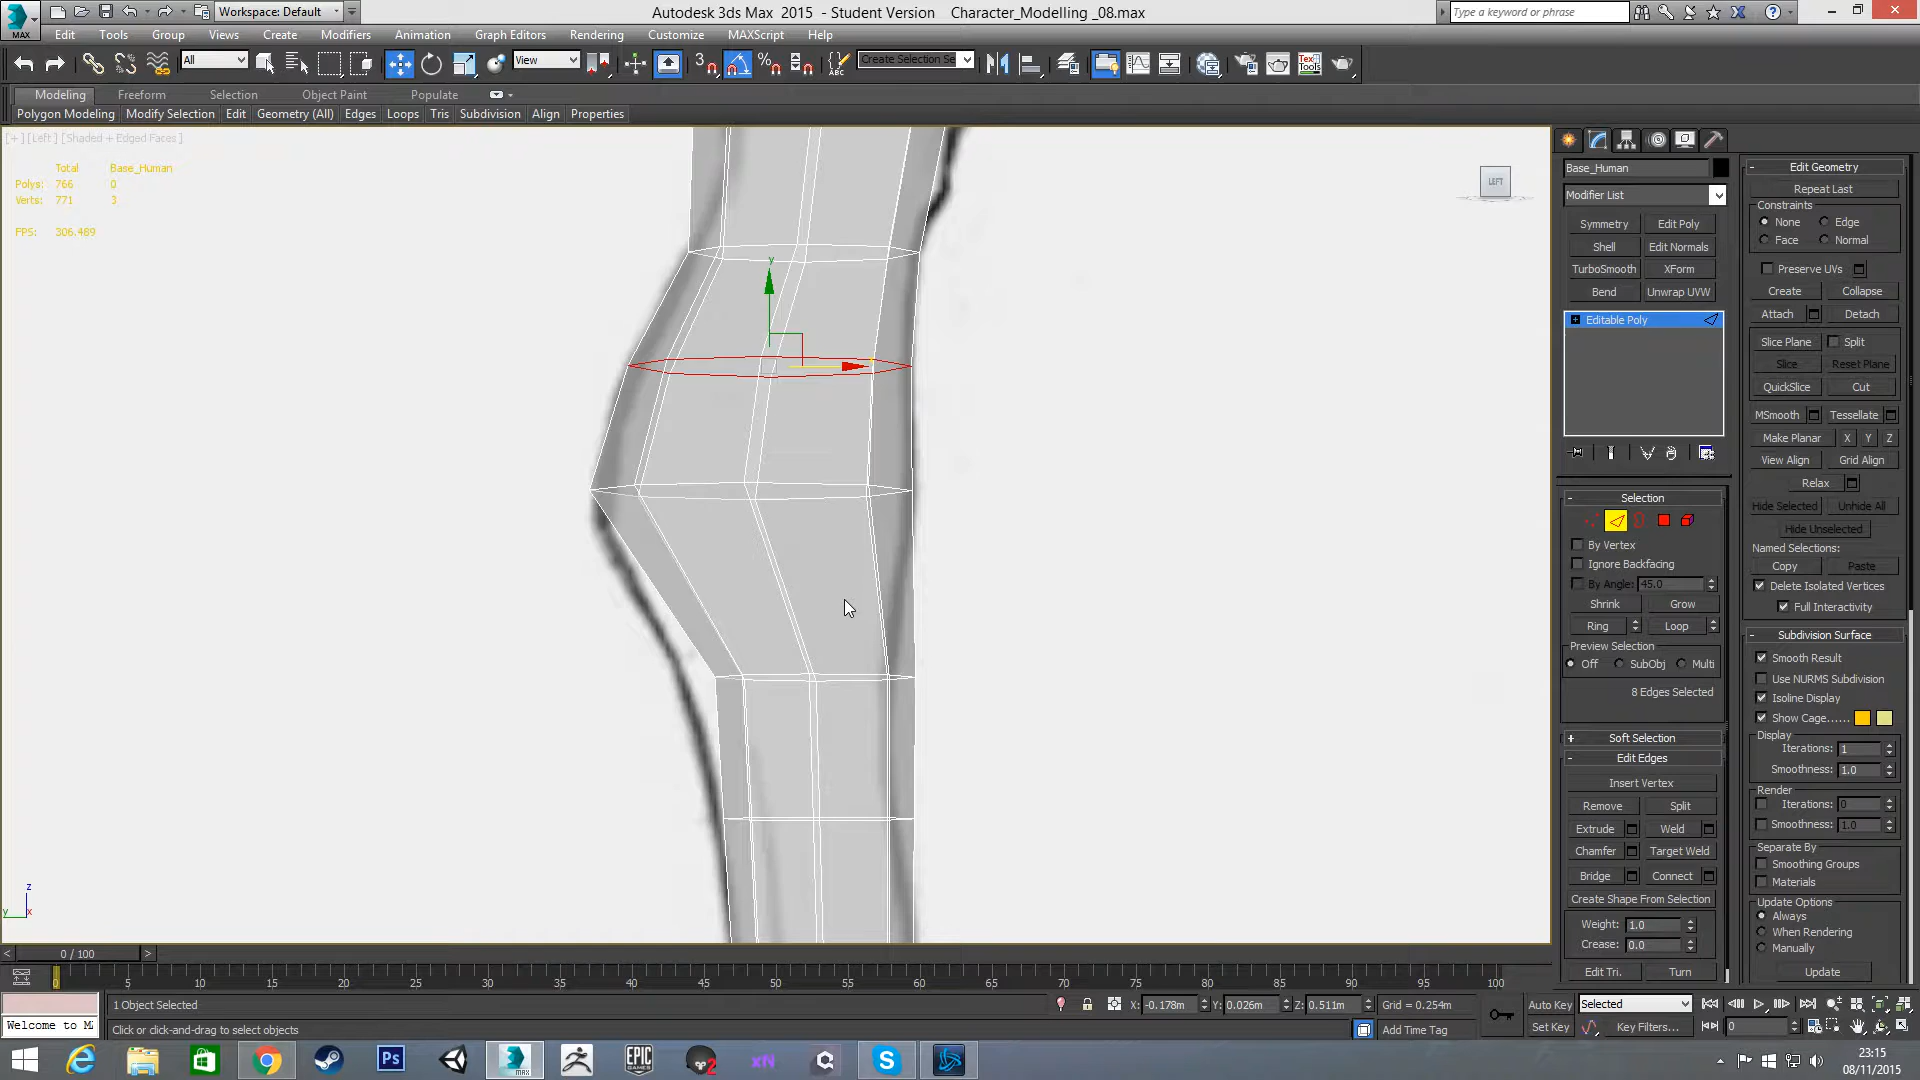 Autodesk 3ds Max 2015 - Student Version Character_Modelling _08.max
Workspace: Default
Type a keyword or phrase
MAX
Edit Tools Group Views Create Modifiers Animation Graph Editors Rendering Customize MAXScript Help
All
View
Create Selection Se
Modeling Freeform Selection Object Paint Populate
Polygon Modeling Modify Selection Edit Geometry (All) Edges Loops Tris Subdivision Align Properties
[+] [Left] [Shaded + Edged Faces]
Total Base_Human
Polys: 766 0
Verts: 771 3
FPS: 306.489
LEFT
y
z
y x
Base_Human
Modifier List
Symmetry Edit Poly
Shell Edit Normals
TurboSmooth XForm
Bend Unwrap UVW
Editable Poly
Selection
By Vertex
Ignore Backfacing
By Angle: 45.0
Shrink Grow
Ring Loop
Preview Selection
Off SubObj Multi
8 Edges Selected
Soft Selection
Edit Edges
Insert Vertex
Remove Split
Extrude Weld
Chamfer Target Weld
Bridge Connect
Create Shape From Selection
Weight: 1.0
Crease: 0.0
Edit Tri. Turn
Edit Geometry
Repeat Last
Constraints
None Edge
Face Normal
Preserve UVs
Create Collapse
Attach Detach
Slice Plane Split
Slice Reset Plane
QuickSlice Cut
MSmooth Tessellate
Make Planar X Y Z
View Align Grid Align
Relax
Hide Selected Unhide All
Hide Unselected
Named Selections:
Copy Paste
Delete Isolated Vertices
Full Interactivity
Subdivision Surface
Smooth Result
Use NURMS Subdivision
Isoline Display
Show Cage......
Display
Iterations: 1
Smoothness: 1.0
Render
Iterations: 0
Smoothness: 1.0
Separate By
Smoothing Groups
Materials
Update Options
Always
When Rendering
Manually
Update
< 0 / 100 >
0 5 10 15 20 25 30 35 40 45 50 55 60 65 70 75 80 85 90 95 100
1 Object Selected
X: -0.178m Y: 0.026m Z: 0.511m Grid = 0.254m
Auto Key Selected
Welcome to M
Click or click-and-drag to select objects
Add Time Tag
Set Key Key Filters... 0
23:15
08/11/2015